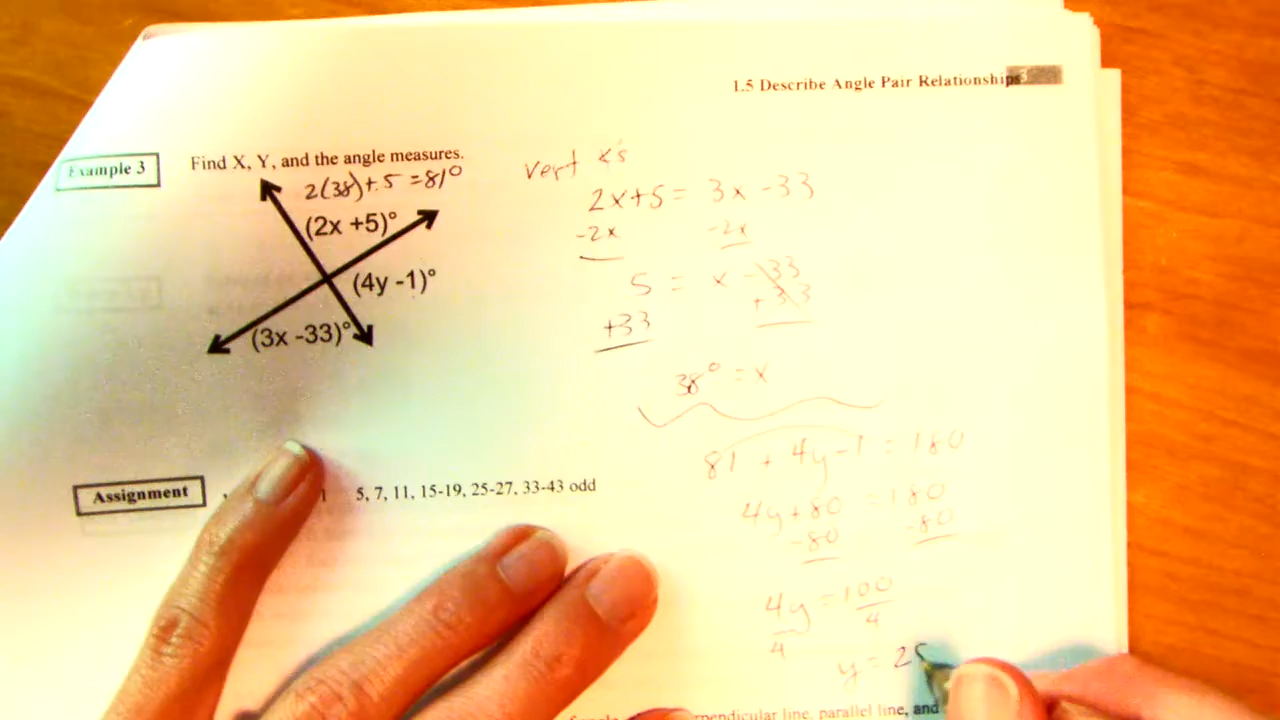 1.5 Describe Angle Pair Relationships
Example 3
Find X, Y, and the angle measures.
2(38)+5 =81°
(2x +5)°
(4y -1)°
(3x -33)°
vert ∡'s
2x+5 = 3x -33
-2x -2x
5 = x -33
+33 +33
38° = x
81 + 4y-1 = 180
4y+80 = 180
-80 -80
4y = 100
4 4
y = 25
Assignment
5, 7, 11, 15-19, 25-27, 33-43 odd
line, parallel line, and